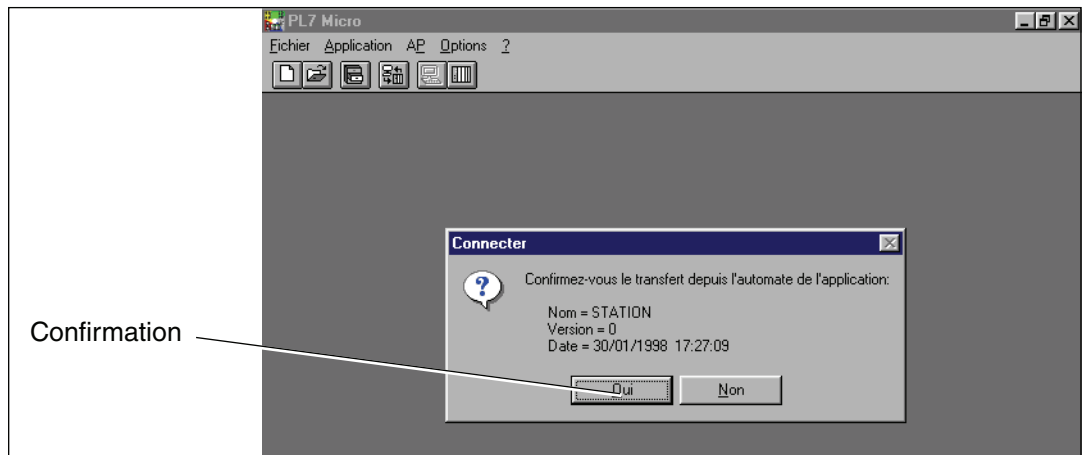 PL7 Micro
Fichier Application AP Options ?
Connecter
Confirmez-vous le transfert depuis l'automate de l'application:
Nom = STATION
Version = 0
Date = 30/01/1998 17:27:09
Confirmation
Oui Non